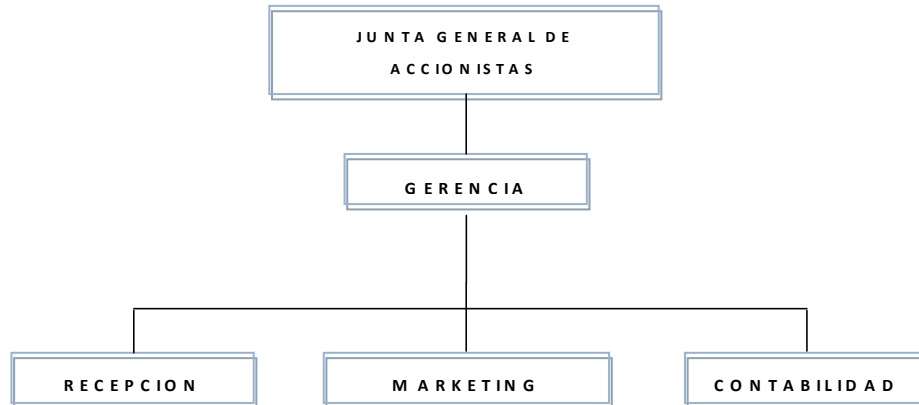 JUNTA GENERAL DE
ACCIONISTAS
GERENCIA
RECEPCION
MARKETING
CONTABILIDAD